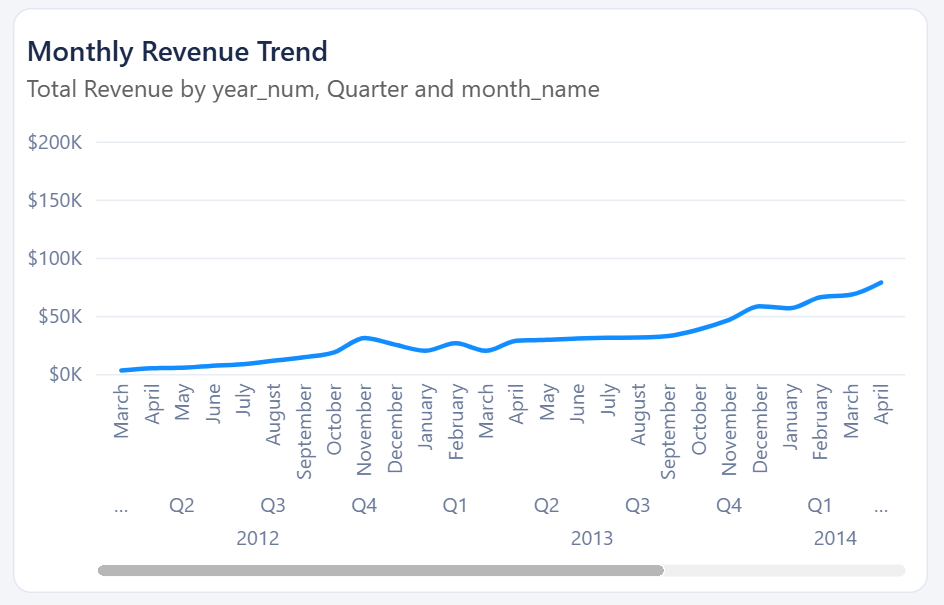 Monthly Revenue Trend
Total Revenue by year_num, Quarter and month_name
$200K
$150K
$100K
$50K
$0K
March April May June July August September October November December January February March April May June July August September October November December January February March April
... Q2 Q3 Q4 Q1 Q2 Q3 Q4 Q1 ...
2012 2013 2014